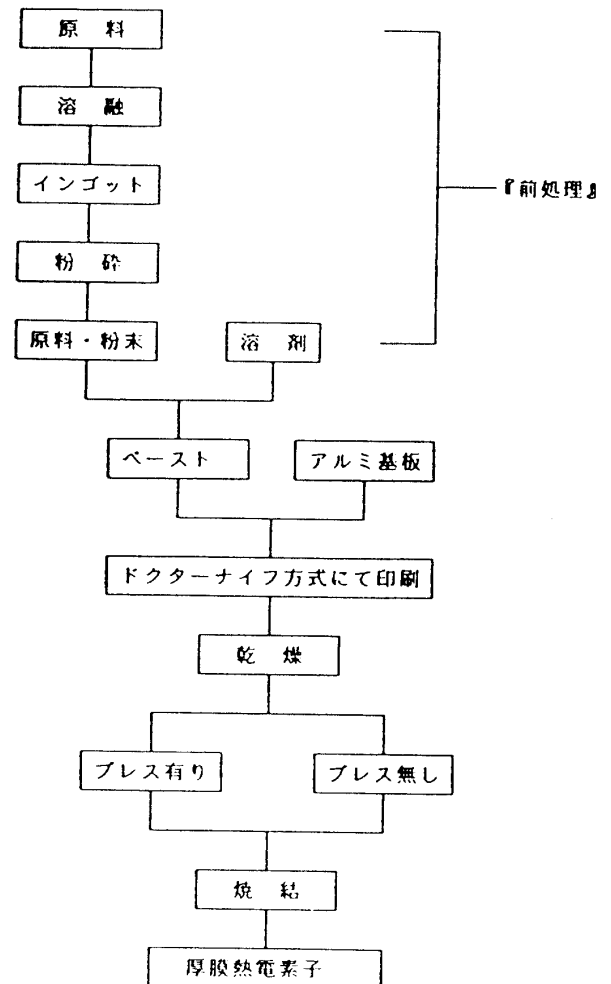 原料
溶融
インゴット
『前処理』
粉砕
原料・粉末
溶剤
ペースト
アルミ基板
ドクターナイフ方式にて印刷
乾燥
プレス有り
プレス無し
焼結
厚膜熱電素子